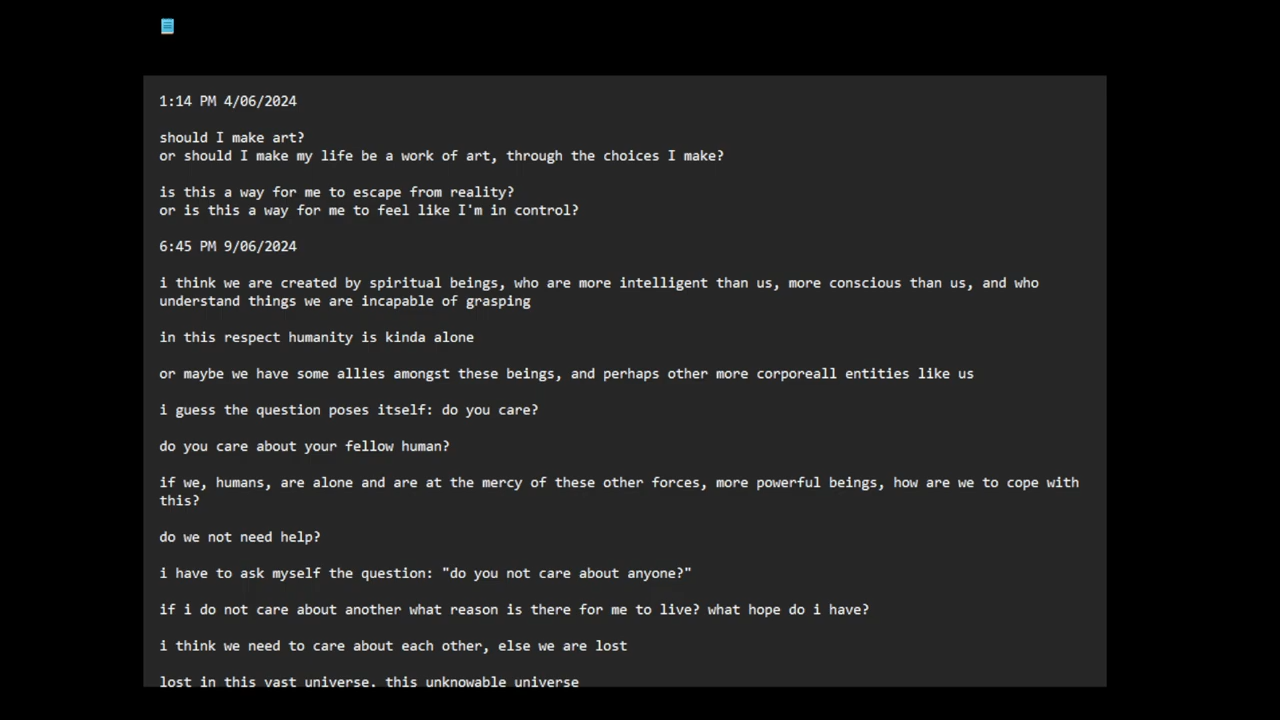 1:14 PM 4/06/2024
should I make art?
or should I make my life be a work of art, through the choices I make?
is this a way for me to escape from reality?
or is this a way for me to feel like I'm in control?
6:45 PM 9/06/2024
i think we are created by spiritual beings, who are more intelligent than us, more conscious than us, and who
understand things we are incapable of grasping
in this respect humanity is kinda alone
or maybe we have some allies amongst these beings, and perhaps other more corporeall entities like us
i guess the question poses itself: do you care?
do you care about your fellow human?
if we, humans, are alone and are at the mercy of these other forces, more powerful beings, how are we to cope with
this?
do we not need help?
i have to ask myself the question: "do you not care about anyone?"
if i do not care about another what reason is there for me to live? what hope do i have?
i think we need to care about each other, else we are lost
lost in this vast universe. this unknowable universe